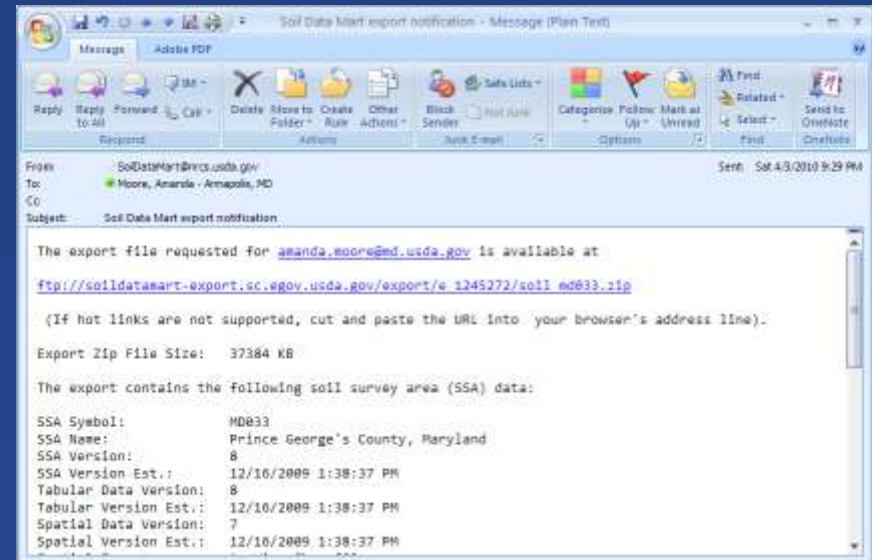 Soil Data Mart export notification - Message (Plain Text)
Message Adobe PDF
Reply Reply to All Forward IM Call
Delete Move to Folder Create Rule Other Actions
Block Sender Safe Lists Not Junk
Categorize Follow Up Mark as Unread
Find Related Select
Send to OneNote
Respond Actions Junk E-mail Options Find OneNote
From: SoilDataMart@nrcs.usda.gov Sent: Sat 4/3/2010 9:29 PM
To: Moore, Amanda - Annapolis, MD
Cc:
Subject: Soil Data Mart export notification
The export file requested for amanda.moore@md.usda.gov is available at
ftp://soildatamart-export.sc.egov.usda.gov/export/e_1245272/soil_md033.zip
(If hot links are not supported, cut and paste the URL into your browser's address line).
Export Zip File Size: 37384 KB
The export contains the following soil survey area (SSA) data:
SSA Symbol: MD033
SSA Name: Prince George's County, Maryland
SSA Version: 8
SSA Version Est.: 12/16/2009 1:38:37 PM
Tabular Data Version: 8
Tabular Version Est.: 12/16/2009 1:38:37 PM
Spatial Data Version: 7
Spatial Version Est.: 12/16/2009 1:38:37 PM